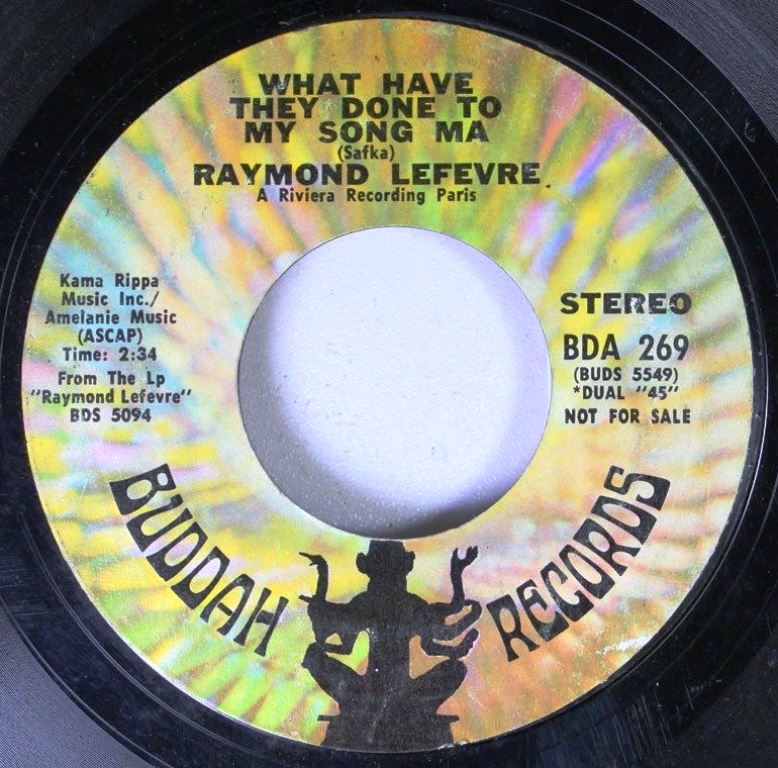 WHAT HAVE
THEY DONE TO
MY SONG MA
(Safka)
RAYMOND LEFEVRE
A Riviera Recording Paris
Kama Rippa
Music Inc./
Amelanie Music
(ASCAP)
Time: 2:34
From The Lp
"Raymond Lefevre"
BDS 5094
STEREO
BDA 269
(BUDS 5549)
*DUAL "45"
NOT FOR SALE
BUDDAH RECORDS